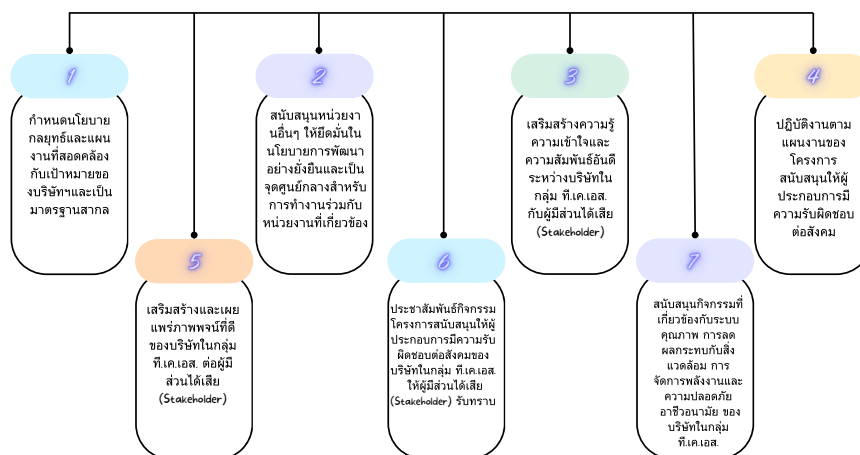 1
กำหนดนโยบาย
กลยุทธ์และแผน
งานที่สอดคล้อง
กับเป้าหมายขอ
งบริษัทฯและเป็น
มาตรฐานสากล
2
สนับสนุนหน่วยงา
นอื่นๆ ให้ยึดมั่นใน
นโยบายการพัฒนา
อย่างยั่งยืนและเป็น
จุดศูนย์กลางสำหรับ
การทำงานร่วมกับ
หน่วยงานที่เกี่ยวข้อง
3
เสริมสร้างความรู้
ความเข้าใจและ
ความสัมพันธ์อันดี
ระหว่างบริษัทใน
กลุ่ม ที.เค.เอส.
กับผู้มีส่วนได้เสีย
(Stakeholder)
4
ปฏิบัติงานตาม
แผนงานของ
โครงการ
สนับสนุนให้ผู้
ประกอบการมี
ความรับผิดชอบ
ต่อสังคม
5
เสริมสร้างและเผย
แพร่ภาพพจน์ที่ดี
ของบริษัทในกลุ่ม
ที.เค.เอส. ต่อผู้มี
ส่วนได้เสีย
(Stakeholder)
6
ประชาสัมพันธ์กิจกรรม
โครงการสนับสนุนให้ผู้
ประกอบการมีความรับ
ผิดชอบต่อสังคมของ
บริษัทในกลุ่ม ที.เค.เอส.
ให้ผู้มีส่วนได้เสีย
(Stakeholder) รับทราบ
7
สนับสนุนกิจกรรมที่
เกี่ยวข้องกับระบบ
คุณภาพ การลด
ผลกระทบกับสิ่ง
แวดล้อม การ
จัดการพลังงานและ
ความปลอดภัย
อาชีวอนามัย ของ
บริษัทในกลุ่ม
ที.เค.เอส.